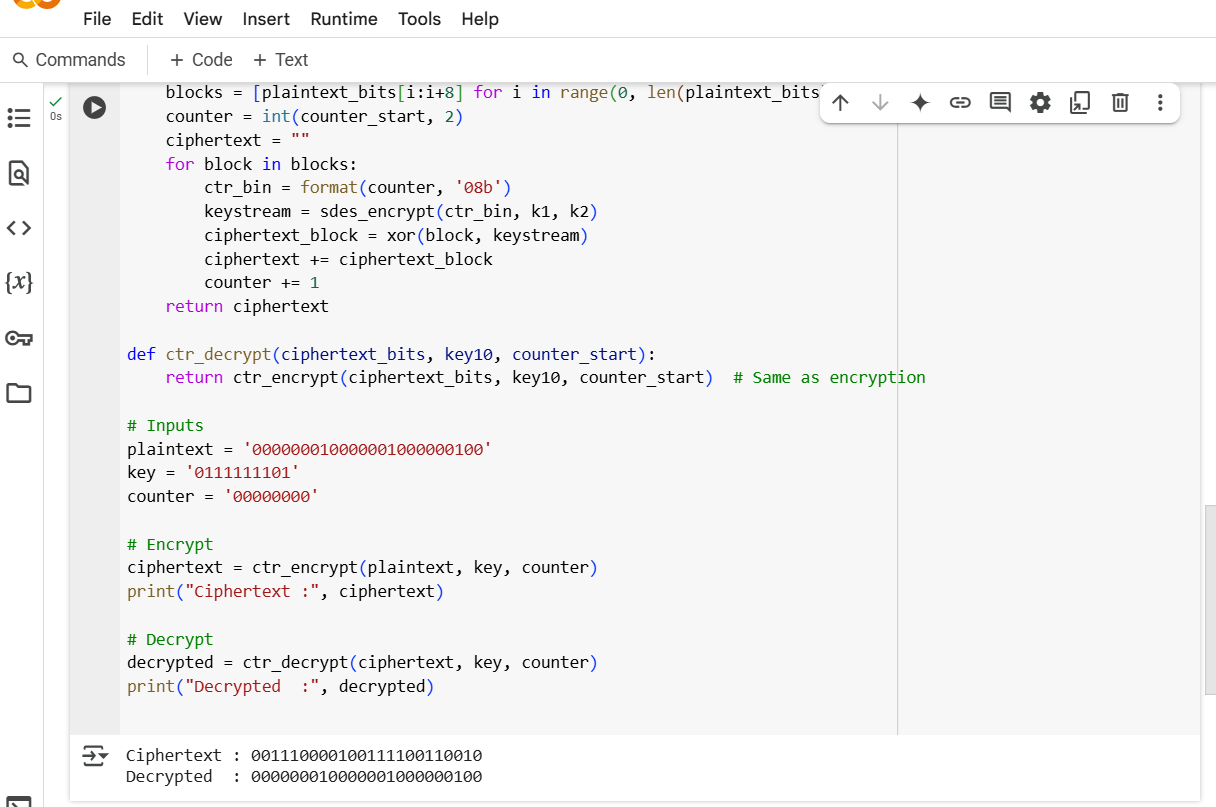 File Edit View Insert Runtime Tools Help
Commands + Code + Text
0s
blocks = [plaintext_bits[i:i+8] for i in range(0, len(plaintext_bits
counter = int(counter_start, 2)
ciphertext = ""
for block in blocks:
ctr_bin = format(counter, '08b')
keystream = sdes_encrypt(ctr_bin, k1, k2)
ciphertext_block = xor(block, keystream)
ciphertext += ciphertext_block
counter += 1
return ciphertext
def ctr_decrypt(ciphertext_bits, key10, counter_start):
return ctr_encrypt(ciphertext_bits, key10, counter_start) # Same as encryption
# Inputs
plaintext = '000000010000001000000100'
key = '0111111101'
counter = '00000000'
# Encrypt
ciphertext = ctr_encrypt(plaintext, key, counter)
print("Ciphertext :", ciphertext)
# Decrypt
decrypted = ctr_decrypt(ciphertext, key, counter)
print("Decrypted  :", decrypted)
Ciphertext : 001110000100111100110010
Decrypted  : 000000010000001000000100